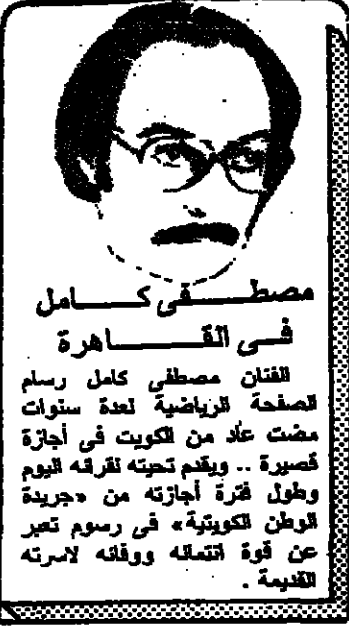 مصطفى كامل
فى القاهرة
الفنان مصطفى كامل رسام
الصفحة الرياضية لعدة سنوات
مضت عاد من الكويت فى أجازة
قصيرة .. ويقدم تحيته لقرائه اليوم
وطول فترة أجازته من «جريدة
الوطن الكويتية» فى رسوم تعبر
عن قوة انتمائه ووفائه لاسرته
القديمة .